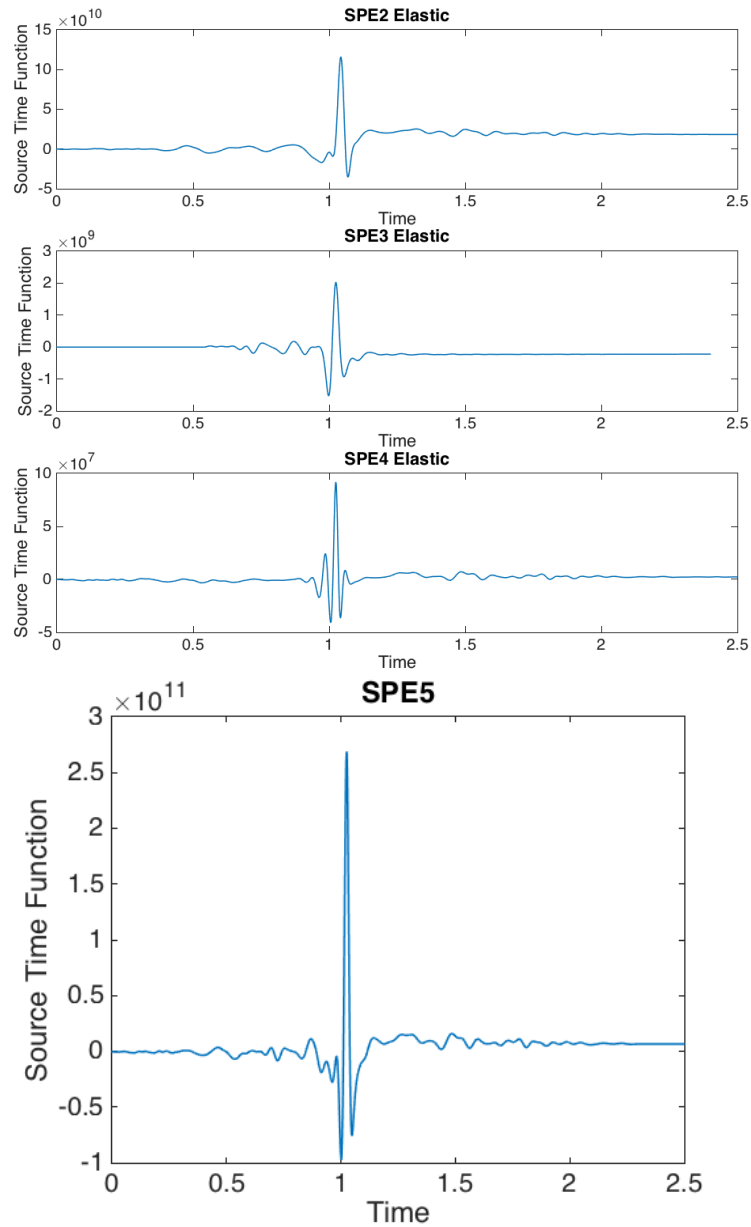 SPE2 Elastic
×10^10
15
10
5
0
-5
Source Time Function
0 0.5 1 1.5 2 2.5
Time
SPE3 Elastic
×10^9
3
2
1
0
-1
-2
Source Time Function
0 0.5 1 1.5 2 2.5
Time
SPE4 Elastic
×10^7
10
5
0
-5
Source Time Function
0 0.5 1 1.5 2 2.5
Time
SPE5
×10^11
3
2.5
2
1.5
1
0.5
0
-0.5
-1
Source Time Function
0 0.5 1 1.5 2 2.5
Time